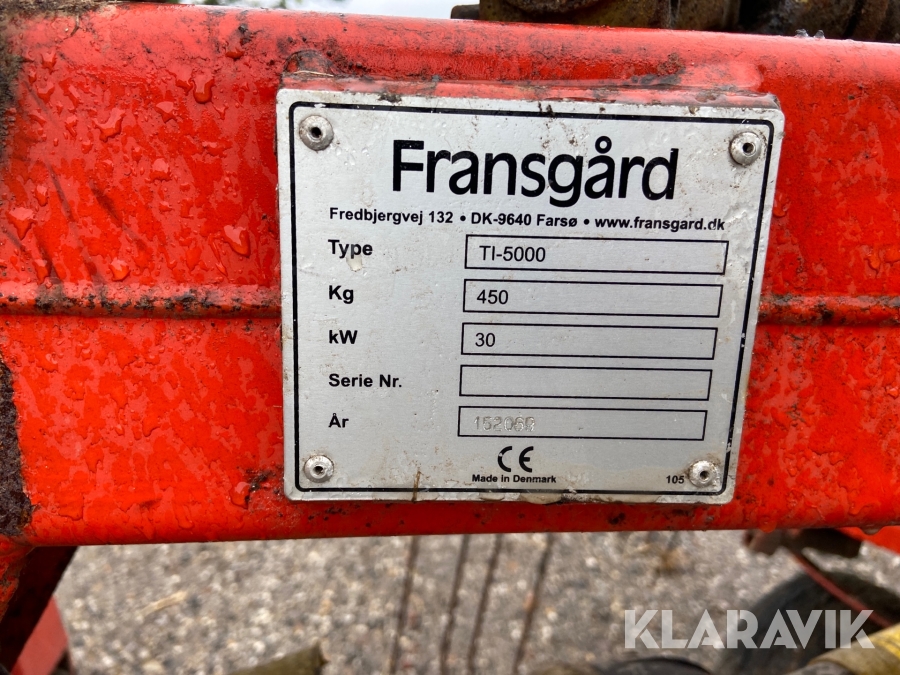 Fransgård
Fredbjergvej 132 • DK-9640 Farsø • www.fransgard.dk
Type TI-5000
Kg 450
kW 30
Serie Nr.
År 152060
CE
Made in Denmark 105
KLARAVIK